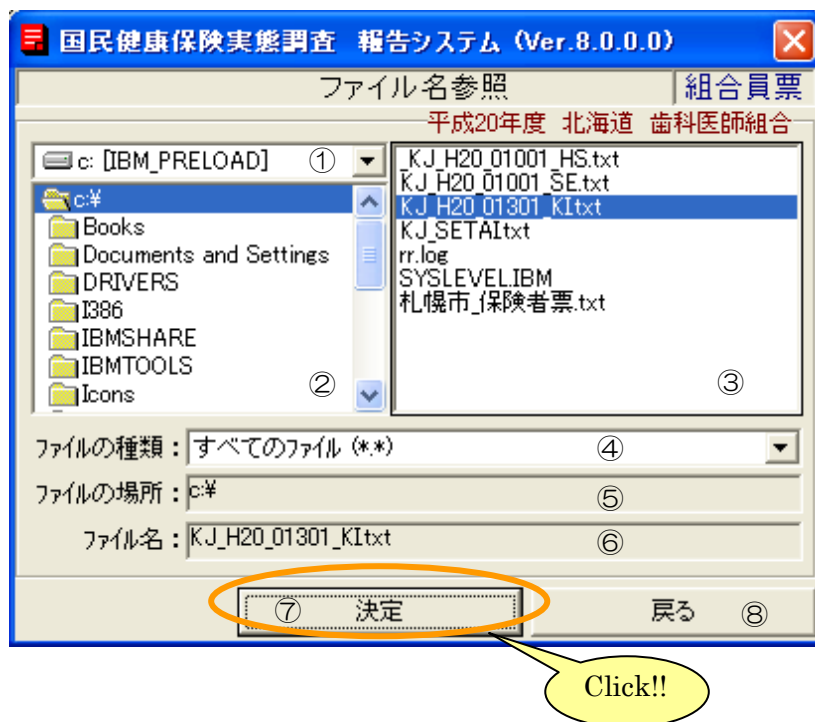 国民健康保険実態調査 報告システム (Ver.8.0.0.0)
ファイル名参照
組合員票
平成20年度 北海道 歯科医師組合
c: [IBM_PRELOAD] ①
c:¥
Books
Documents and Settings
DRIVERS
I386
IBMSHARE
IBMTOOLS
Icons
②
_KJ_H20_01001_HS.txt
KJ_H20_01001_SE.txt
KJ_H20_01301_KI.txt
KJ_SETAI.txt
rr.log
SYSLEVEL.IBM
札幌市_保険者票.txt
③
ファイルの種類：すべてのファイル (*.*) ④
ファイルの場所：c:¥ ⑤
ファイル名：KJ_H20_01301_KI.txt ⑥
⑦ 決定
戻る ⑧
Click!!